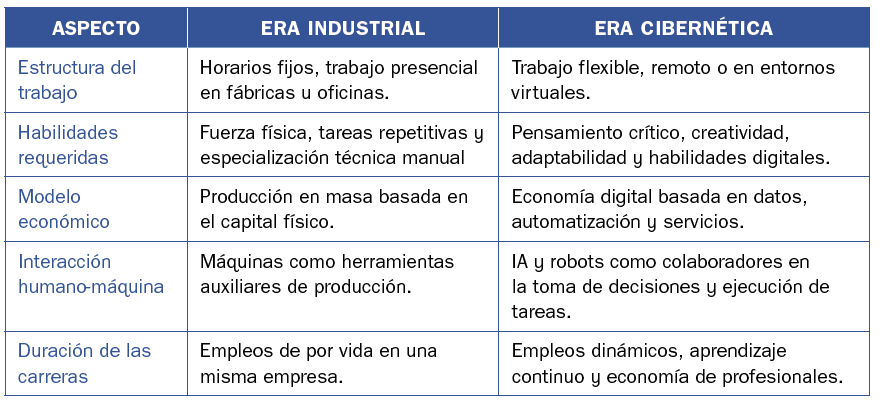 ASPECTO
ERA INDUSTRIAL
ERA CIBERNÉTICA
Estructura del
trabajo
Horarios fijos, trabajo presencial
en fábricas u oficinas.
Trabajo flexible, remoto o en entornos
virtuales.
Habilidades
requeridas
Fuerza física, tareas repetitivas y
especialización técnica manual
Pensamiento crítico, creatividad,
adaptabilidad y habilidades digitales.
Modelo
económico
Producción en masa basada en
el capital físico.
Economía digital basada en datos,
automatización y servicios.
Interacción
humano-máquina
Máquinas como herramientas
auxiliares de producción.
IA y robots como colaboradores en
la toma de decisiones y ejecución de
tareas.
Duración de las
carreras
Empleos de por vida en una
misma empresa.
Empleos dinámicos, aprendizaje
continuo y economía de profesionales.